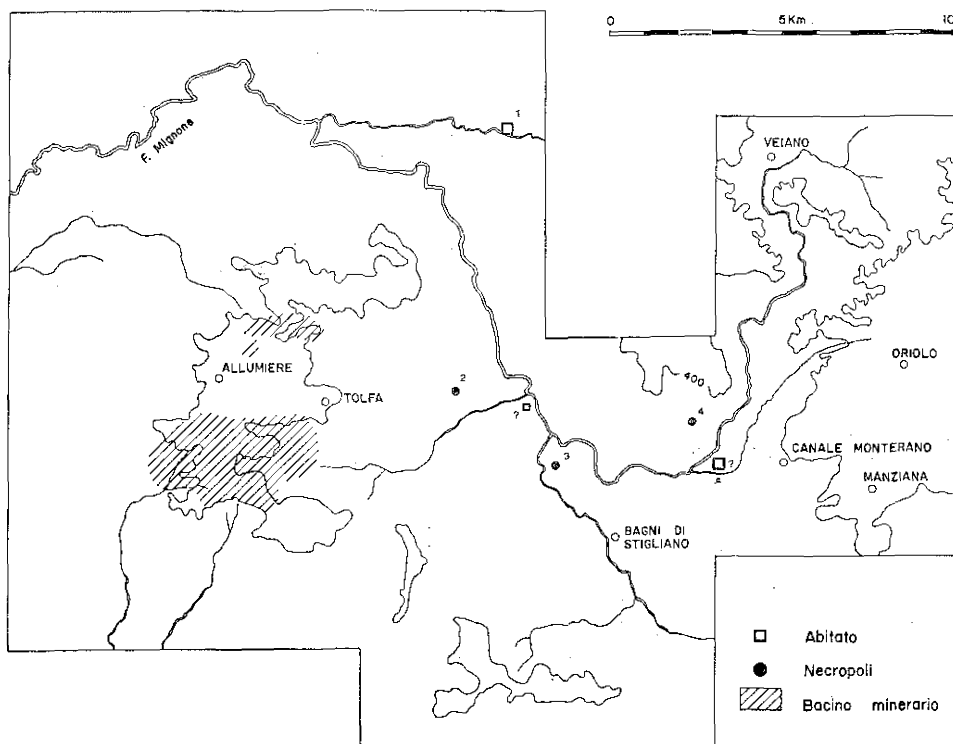 0 5 Km. 10
1
F. Mignone
VEIANO
400
ORIOLO
ALLUMIERE
2
TOLFA
?
4
3
?
CANALE MONTERANO
MANZIANA
BAGNI DI
STIGLIANO
Abitato
Necropoli
Bacino minerario